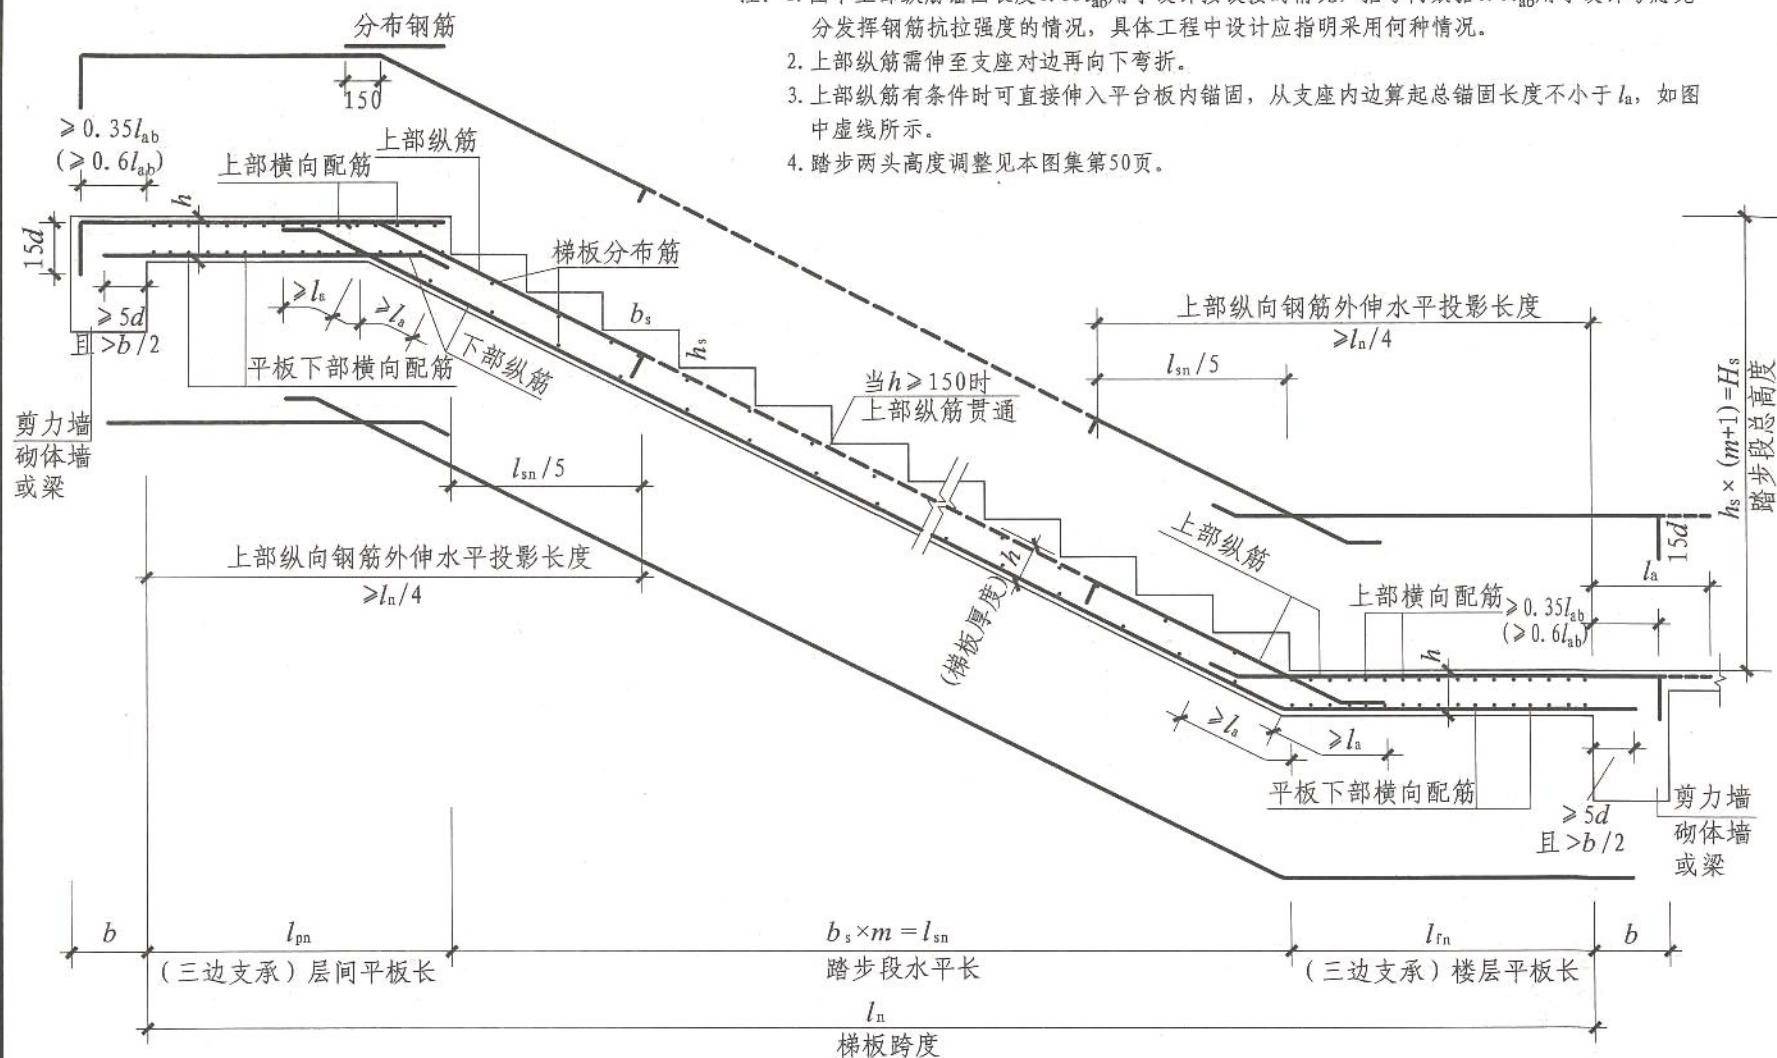 分发挥钢筋抗拉强度的情况，具体工程中设计应指明采用何种情况。
2. 上部纵筋需伸至支座对边再向下弯折。
3. 上部纵筋有条件时可直接伸入平台板内锚固，从支座内边算起总锚固长度不小于 la，如图
中虚线所示。
4. 踏步两头高度调整见本图集第50页。
分布钢筋
150
≥0.35lab
(≥0.6lab)
上部纵筋
上部横向配筋
h
15d
梯板分布筋
≥la
≥la
≥5d
且>b/2
bs
hs
下部纵筋
平板下部横向配筋
当h≥150时
上部纵筋贯通
剪力墙
砌体墙
或梁
lsn/5
上部纵向钢筋外伸水平投影长度
≥ln/4
上部纵向钢筋外伸水平投影长度
≥ln/4
lsn/5
hs×(m+1)=Hs
踏步段总高度
15d
la
上部纵筋
h
(梯板厚度)
上部横向配筋
≥0.35lab
(≥0.6lab)
h
≥la
≥la
平板下部横向配筋
≥5d
且>b/2
剪力墙
砌体墙
或梁
b
lpn
(三边支承)层间平板长
bs×m=lsn
踏步段水平长
lfn
(三边支承)楼层平板长
b
ln
梯板跨度